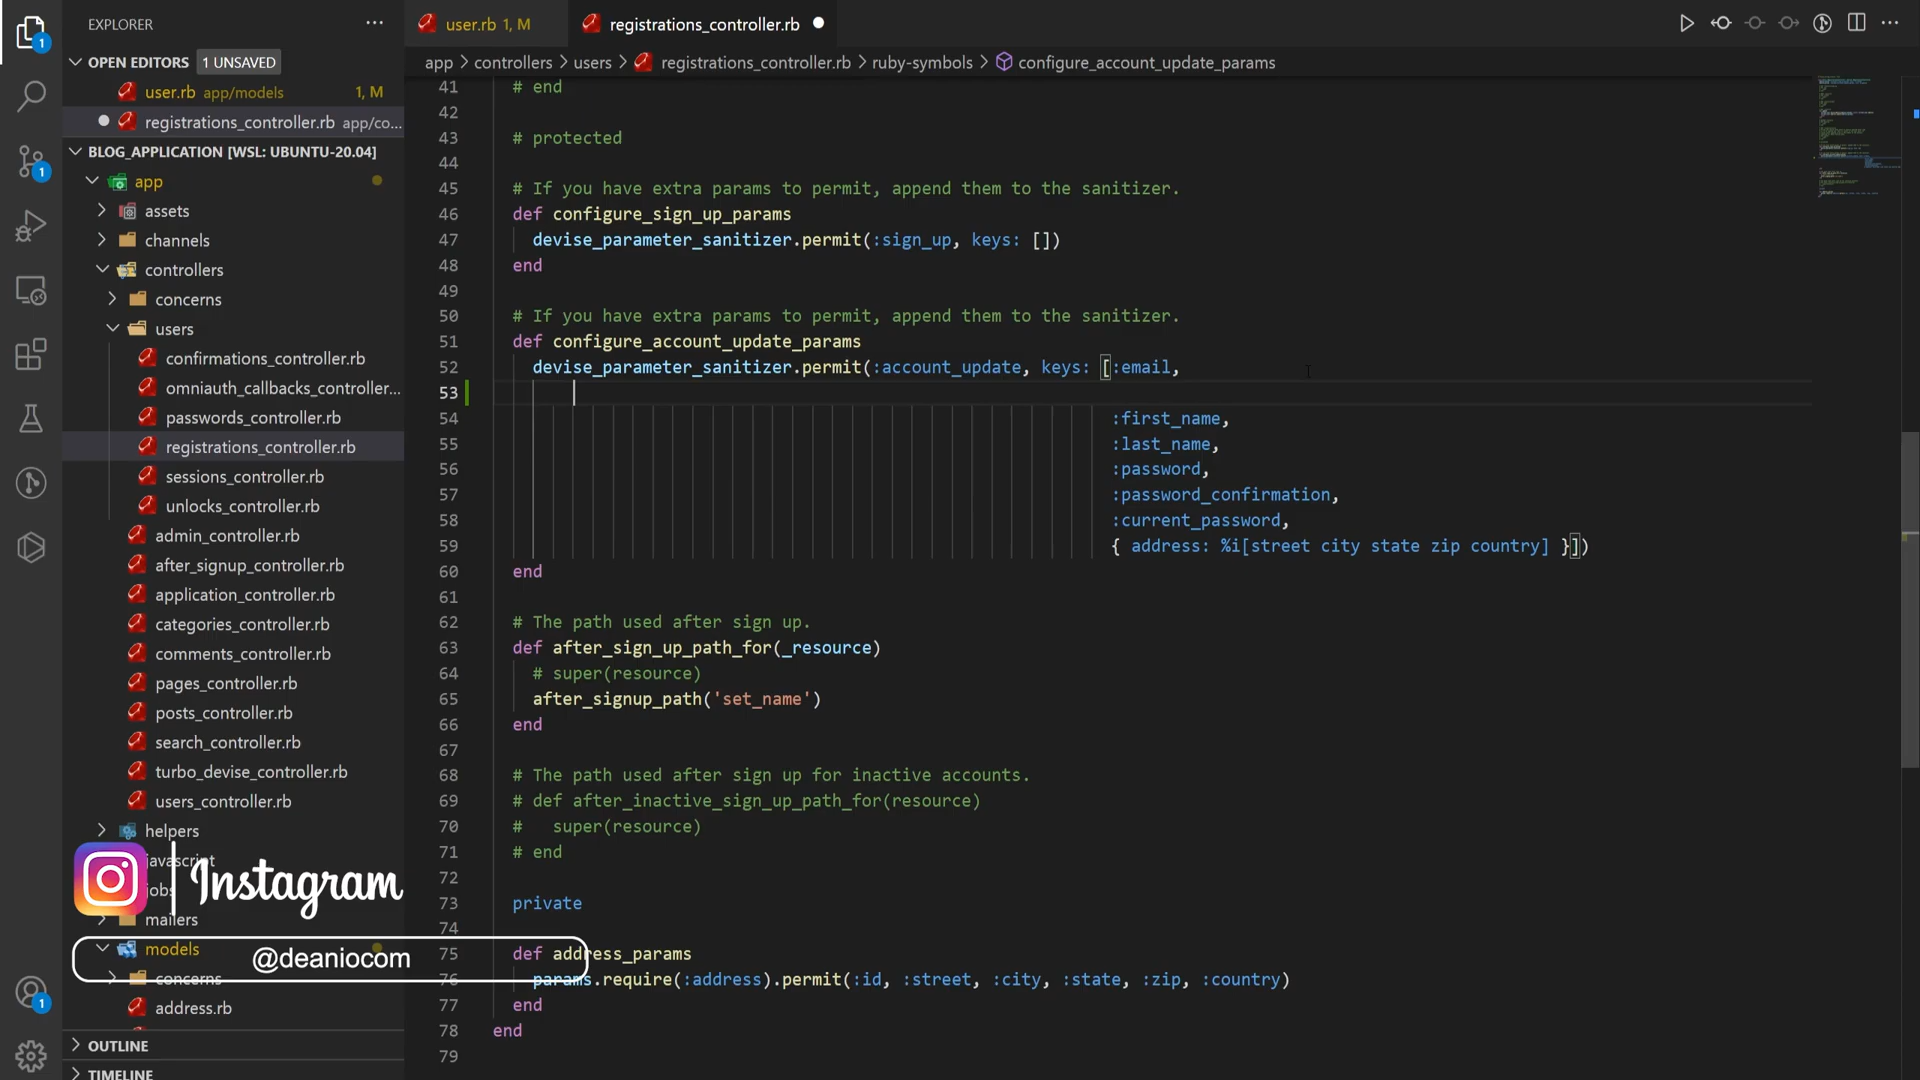 EXPLORER
OPEN EDITORS 1 UNSAVED
user.rb app/models 1, M
registrations_controller.rb app/co...
BLOG_APPLICATION [WSL: UBUNTU-20.04]
app
assets
channels
controllers
concerns
users
confirmations_controller.rb
omniauth_callbacks_controller...
passwords_controller.rb
registrations_controller.rb
sessions_controller.rb
unlocks_controller.rb
admin_controller.rb
after_signup_controller.rb
application_controller.rb
categories_controller.rb
comments_controller.rb
pages_controller.rb
posts_controller.rb
search_controller.rb
turbo_devise_controller.rb
users_controller.rb
helpers
javascript
jobs
mailers
models
concerns
address.rb
OUTLINE
TIMELINE
1
1
1
Instagram
@deaniocom
user.rb 1, M
registrations_controller.rb
app > controllers > users > registrations_controller.rb > ruby-symbols > configure_account_update_params
41 # end
42
43 # protected
44
45 # If you have extra params to permit, append them to the sanitizer.
46 def configure_sign_up_params
47 devise_parameter_sanitizer.permit(:sign_up, keys: [])
48 end
49
50 # If you have extra params to permit, append them to the sanitizer.
51 def configure_account_update_params
52 devise_parameter_sanitizer.permit(:account_update, keys: [:email,
53
54 :first_name,
55 :last_name,
56 :password,
57 :password_confirmation,
58 :current_password,
59 { address: %i[street city state zip country] }])
60 end
61
62 # The path used after sign up.
63 def after_sign_up_path_for(_resource)
64 # super(resource)
65 after_signup_path('set_name')
66 end
67
68 # The path used after sign up for inactive accounts.
69 # def after_inactive_sign_up_path_for(resource)
70 # super(resource)
71 # end
72
73 private
74
75 def address_params
76 params.require(:address).permit(:id, :street, :city, :state, :zip, :country)
77 end
78 end
79